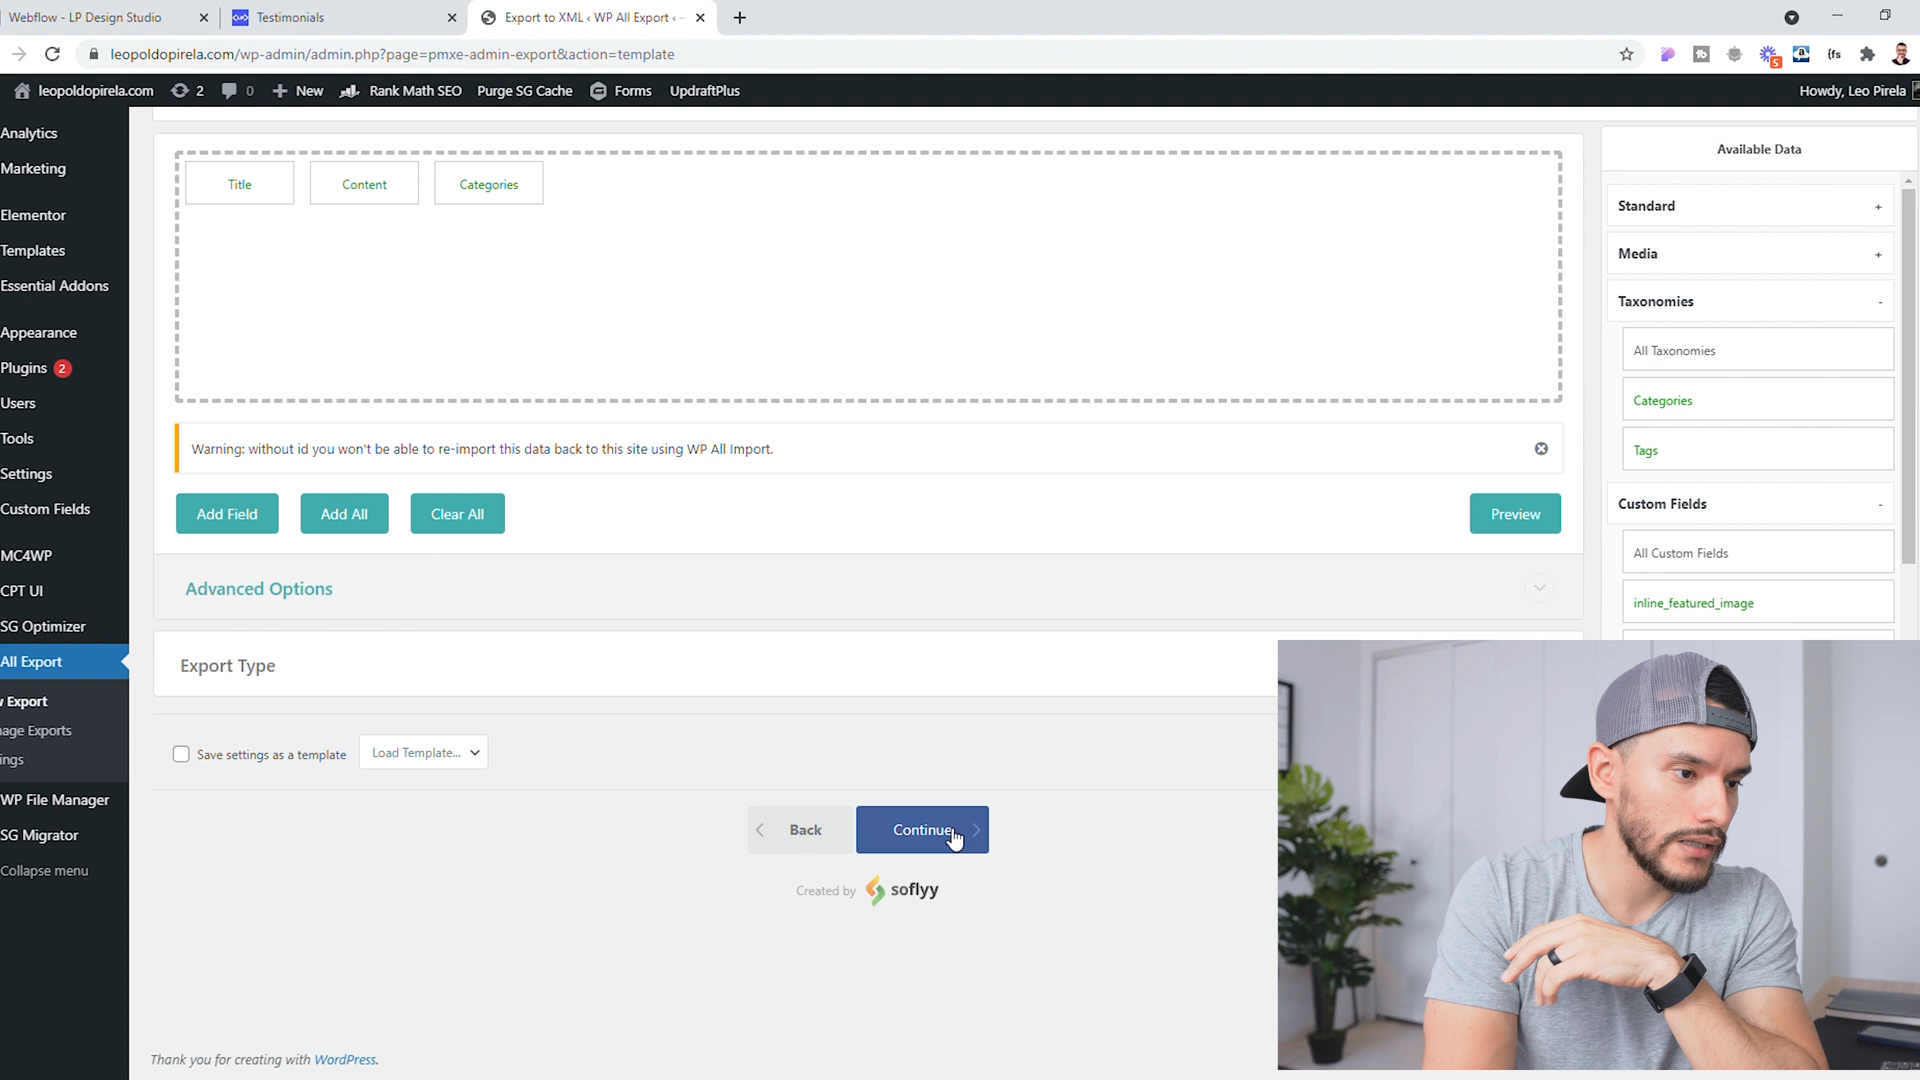 Webflow - LP Design Studio
Testimonials
Export to XML ‹ WP All Export ‹ –
leopoldopirela.com/wp-admin/admin.php?page=pmxe-admin-export&action=template
5
leopoldopirela.com
2
0
New
Rank Math SEO
Purge SG Cache
Forms
UpdraftPlus
Howdy, Leo Pirela
Analytics
Marketing
Elementor
Templates
Essential Addons
Appearance
Plugins 2
Users
Tools
Settings
Custom Fields
MC4WP
CPT UI
SG Optimizer
All Export
Export
age Exports
ings
WP File Manager
SG Migrator
Collapse menu
Title
Content
Categories
Warning: without id you won't be able to re-import this data back to this site using WP All Import.
Add Field
Add All
Clear All
Preview
Advanced Options
Export Type
Save settings as a template
Load Template...
Back
Continue
Created by soflyy
Thank you for creating with WordPress.
Available Data
Standard +
Media +
Taxonomies -
All Taxonomies
Categories
Tags
Custom Fields -
All Custom Fields
inline_featured_image